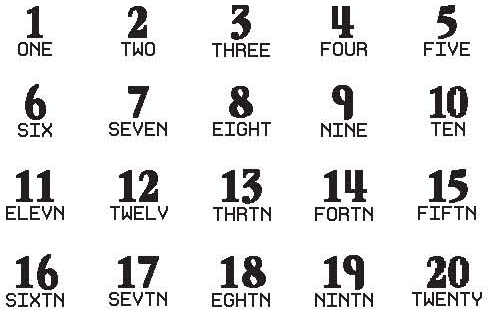 1 2 3 4 5
ONE TWO THREE FOUR FIVE
6 7 8 9 10
SIX SEVEN EIGHT NINE TEN
11 12 13 14 15
ELEVN TWELV THRTN FORTN FIFTN
16 17 18 19 20
SIXTN SEVTN EGHTN NINTN TWENTY